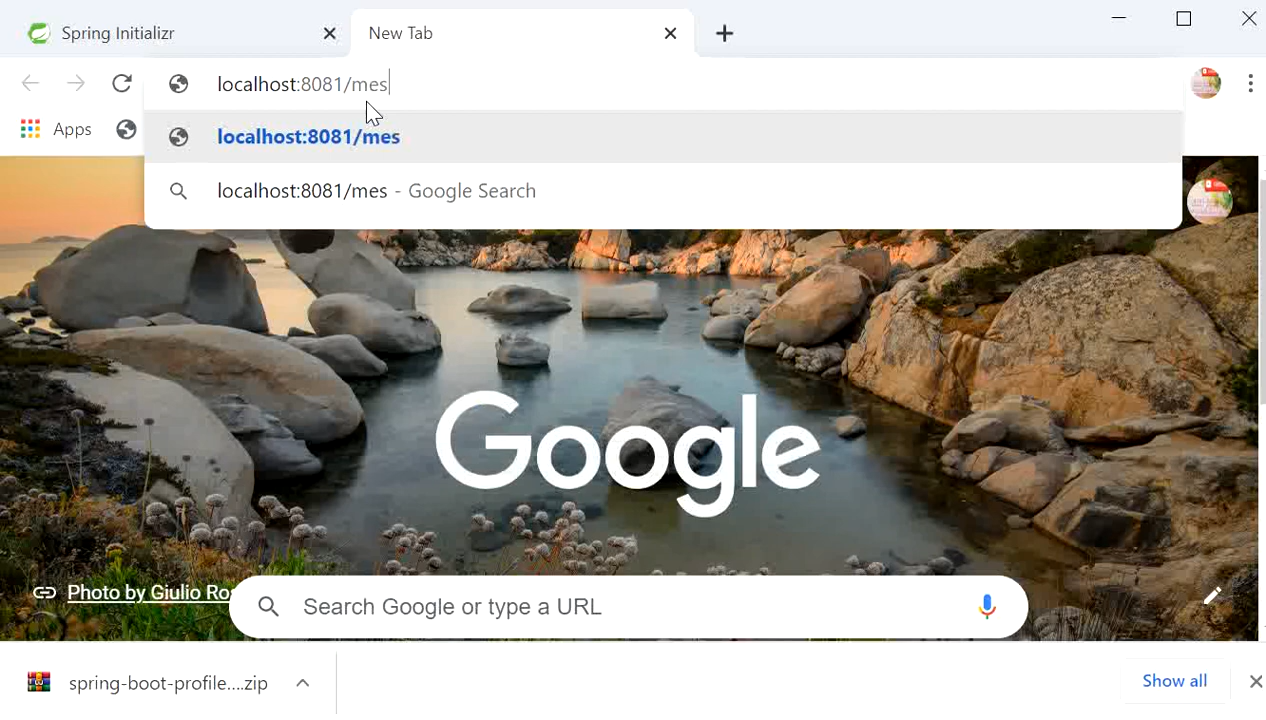 Spring Initializr
New Tab
localhost:8081/mes
Apps
localhost:8081/mes
localhost:8081/mes - Google Search
Google
Photo by Giulio Ros
Search Google or type a URL
spring-boot-profile....zip
Show all